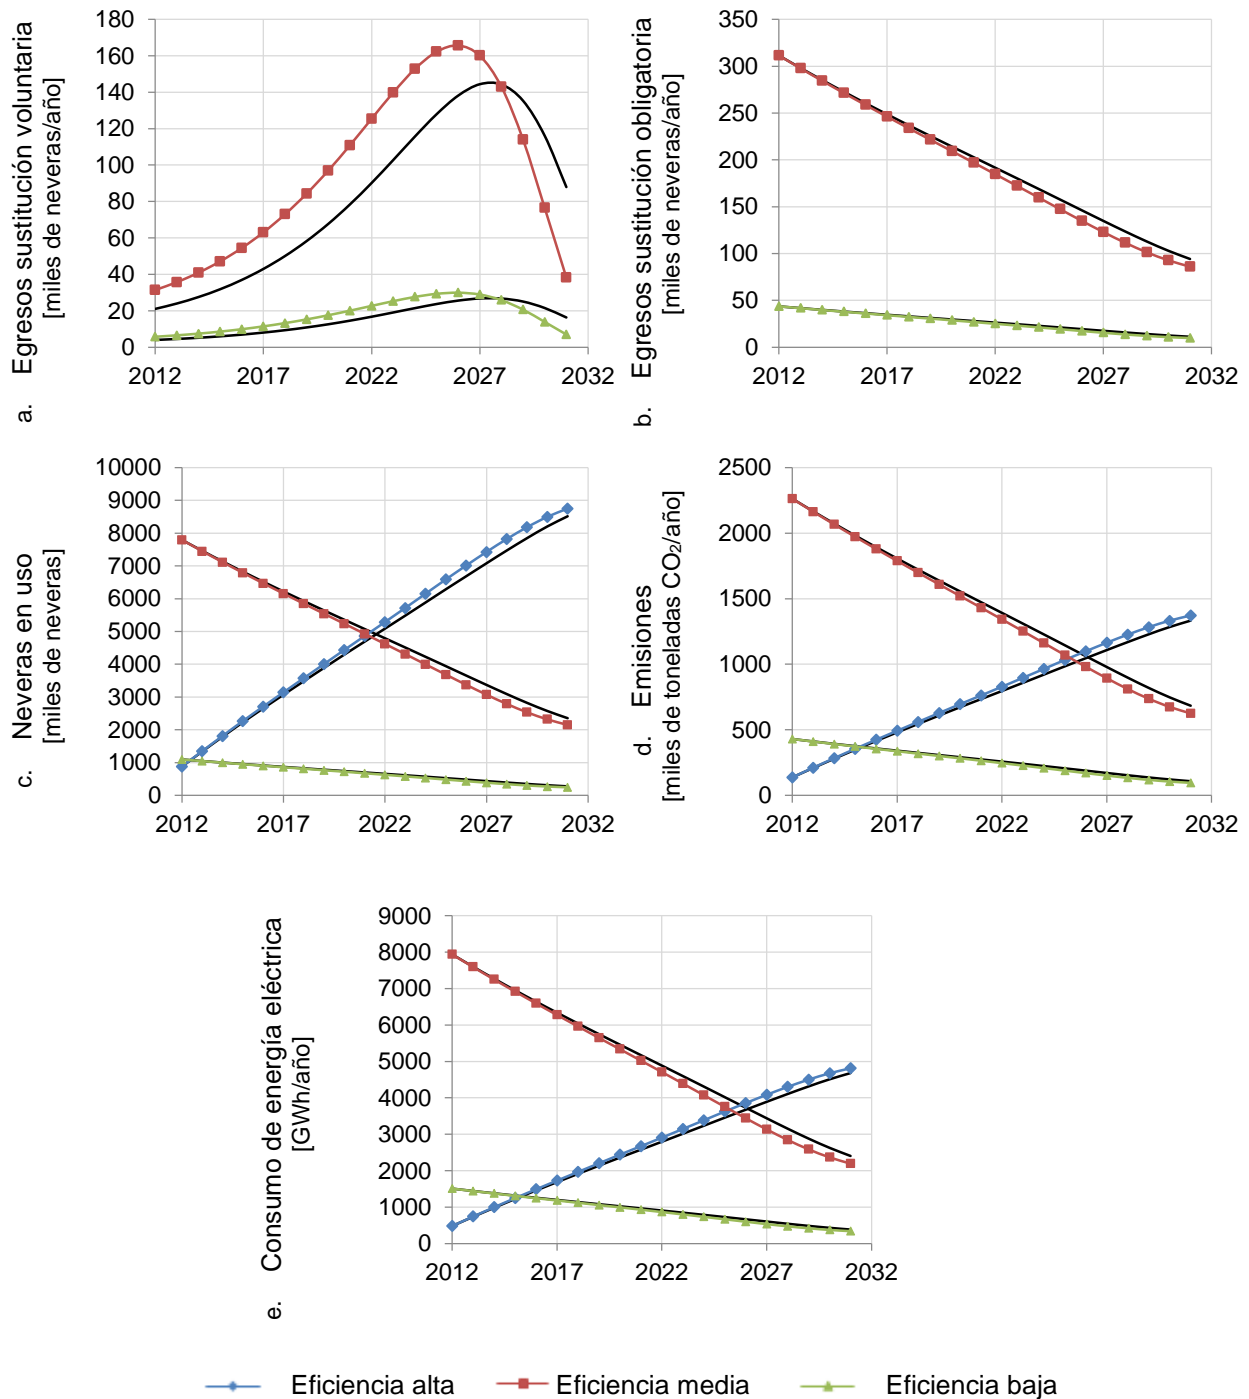 a. Egresos sustitución voluntaria
[miles de neveras/año]
180
160
140
120
100
80
60
40
20
0
2012 2017 2022 2027 2032
b. Egresos sustitución obligatoria
[miles de neveras/año]
350
300
250
200
150
100
50
0
2012 2017 2022 2027 2032
c. Neveras en uso
[miles de neveras]
10000
9000
8000
7000
6000
5000
4000
3000
2000
1000
0
2012 2017 2022 2027 2032
d. Emisiones
[miles de toneladas CO₂/año]
2500
2000
1500
1000
500
0
2012 2017 2022 2027 2032
e. Consumo de energía eléctrica
[GWh/año]
9000
8000
7000
6000
5000
4000
3000
2000
1000
0
2012 2017 2022 2027 2032
Eficiencia alta Eficiencia media Eficiencia baja